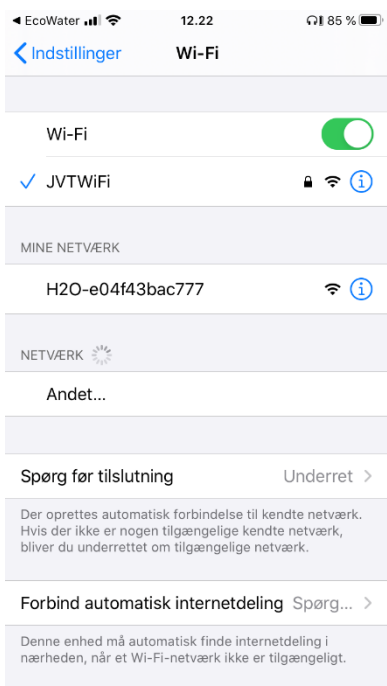 EcoWater 12.22 85 %
Indstillinger Wi-Fi
Wi-Fi
JVTWiFi
MINE NETVÆRK
H2O-e04f43bac777
NETVÆRK
Andet...
Spørg før tilslutning Underret
Der oprettes automatisk forbindelse til kendte netværk.
Hvis der ikke er nogen tilgængelige kendte netværk,
bliver du underrettet om tilgængelige netværk.
Forbind automatisk internetdeling Spørg...
Denne enhed må automatisk finde internetdeling i
nærheden, når et Wi-Fi-netværk ikke er tilgængeligt.